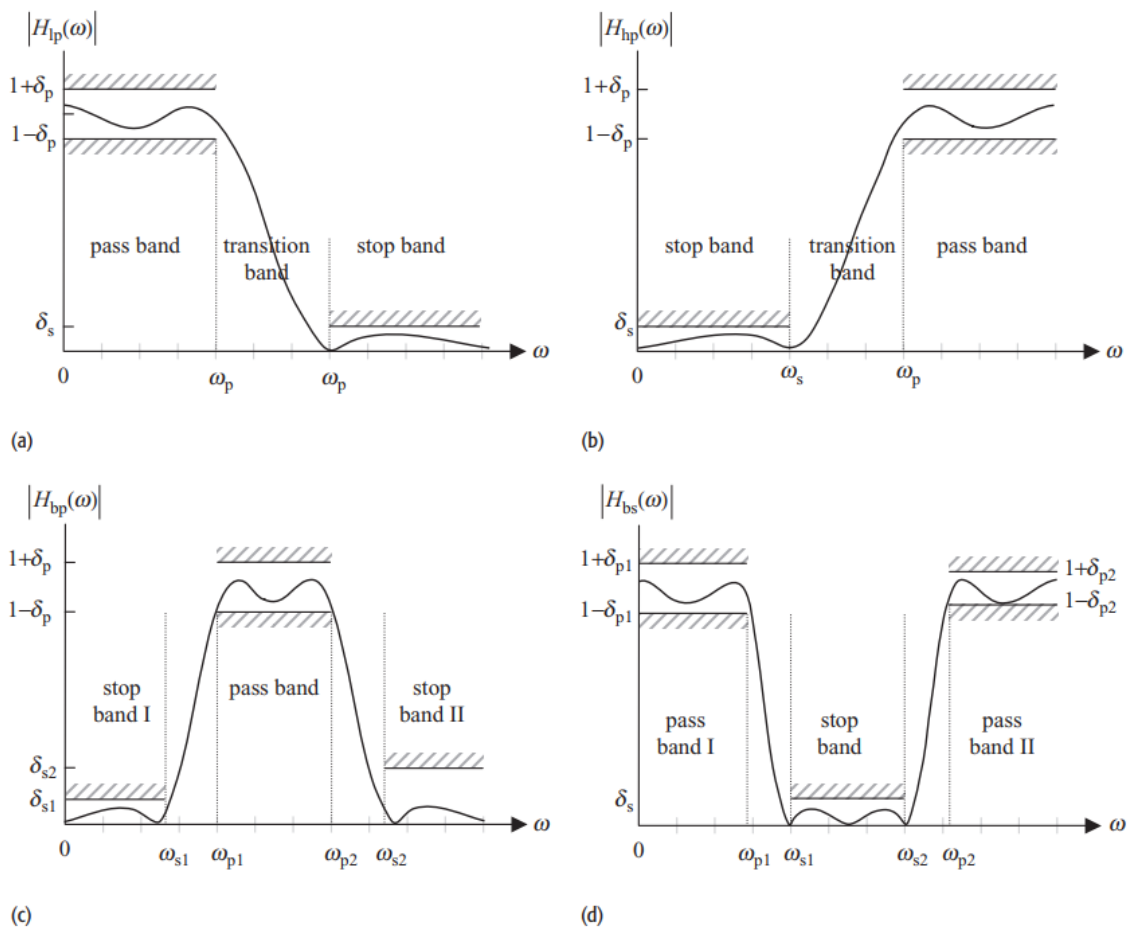 |H_lp(ω)|
1+δ_p
1−δ_p
pass band
transition
band
stop band
δ_s
0
ω_p
ω_p
ω
(a)
|H_hp(ω)|
1+δ_p
1−δ_p
stop band
transition
band
pass band
δ_s
0
ω_s
ω_p
ω
(b)
|H_bp(ω)|
1+δ_p
1−δ_p
stop
band I
pass band
stop
band II
δ_s2
δ_s1
0
ω_s1
ω_p1
ω_p2
ω_s2
ω
(c)
|H_bs(ω)|
1+δ_p1
1−δ_p1
1+δ_p2
1−δ_p2
pass
band I
stop
band
pass
band II
δ_s
0
ω_p1
ω_s1
ω_s2
ω_p2
ω
(d)